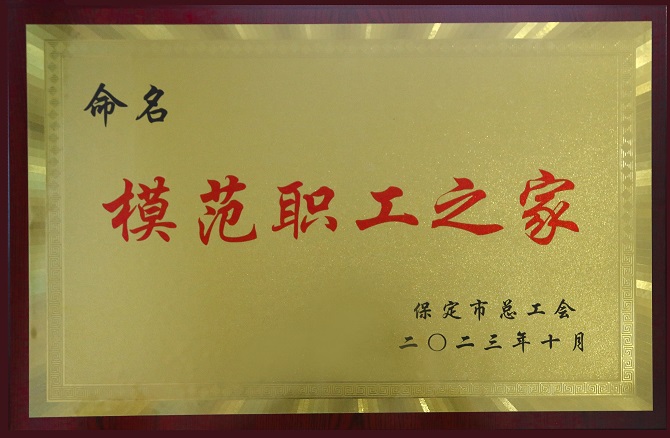 命名
模范职工之家
保定市总工会
二〇二三年十月